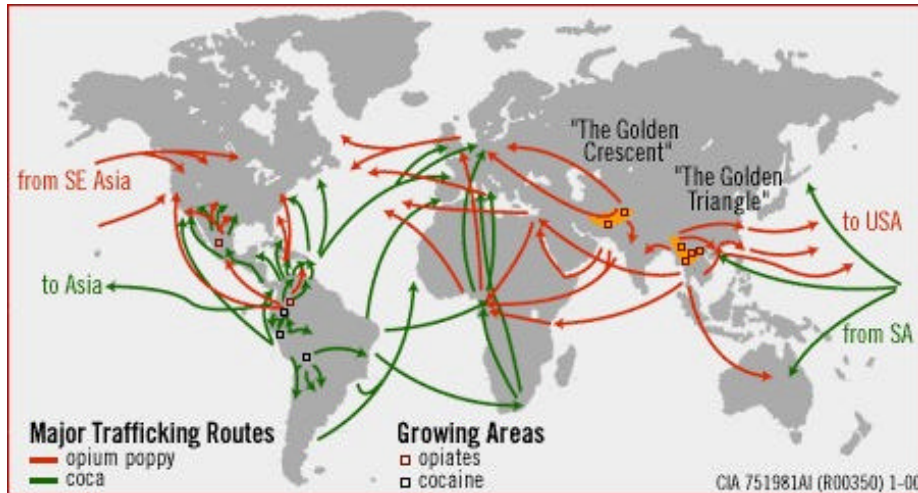 "The Golden
Crescent"
"The Golden
Triangle"
from SE Asia
to USA
to Asia
from SA
Major Trafficking Routes
opium poppy
coca
Growing Areas
opiates
cocaine
CIA 751981AI (R00350) 1-00